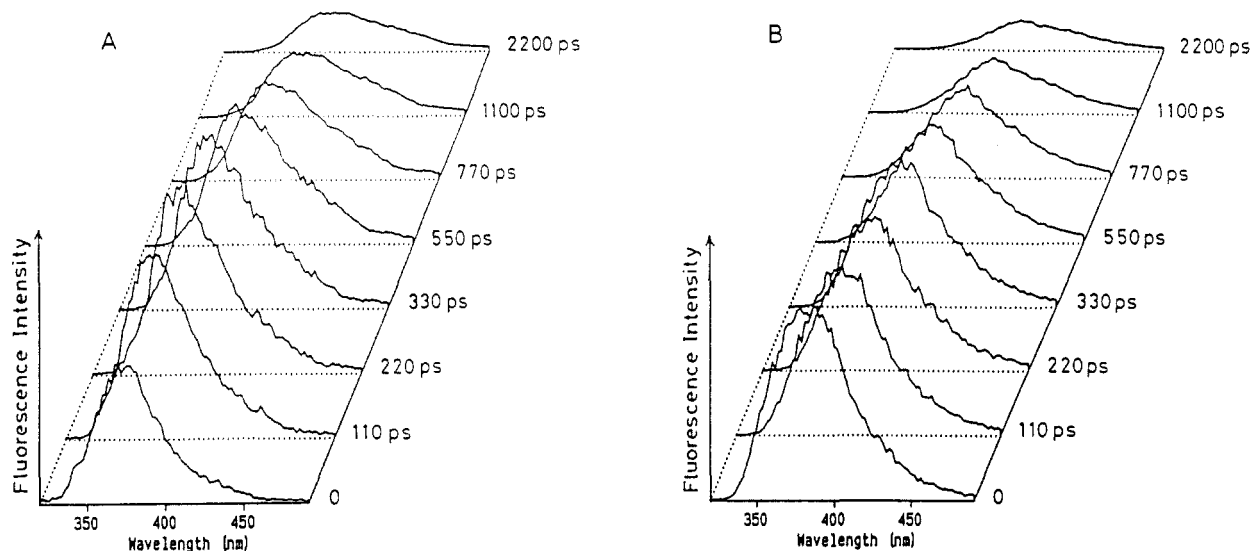 A
2200 ps
1100 ps
770 ps
550 ps
330 ps
220 ps
110 ps
0
Fluorescence Intensity
350 400 450
Wavelength (nm)
B
2200 ps
1100 ps
770 ps
550 ps
330 ps
220 ps
110 ps
0
Fluorescence Intensity
350 400 450
Wavelength (nm)